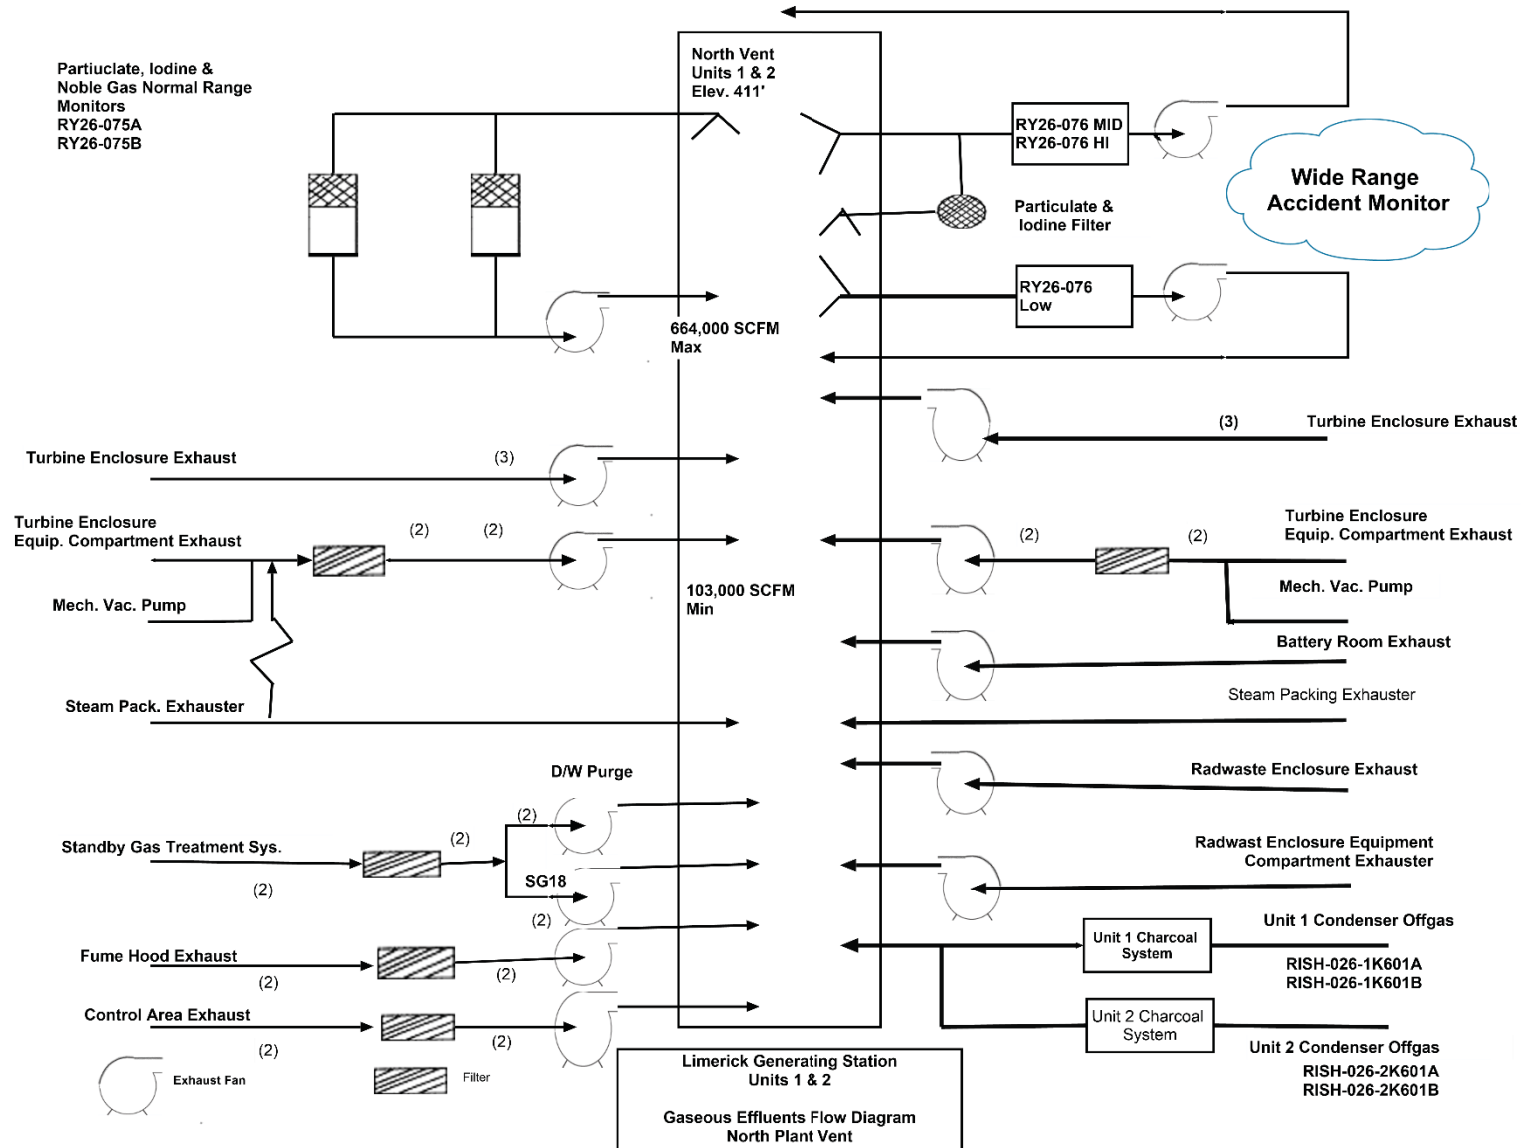 Partiuclate, Iodine &
Noble Gas Normal Range
Monitors
RY26-075A
RY26-075B
North Vent
Units 1 & 2
Elev. 411'
RY26-076 MID
RY26-076 HI
Wide Range
Accident Monitor
Particulate &
Iodine Filter
RY26-076
Low
664,000 SCFM
Max
(3)
Turbine Enclosure Exhaust
Turbine Enclosure Exhaust
(3)
Turbine Enclosure
Equip. Compartment Exhaust
(2)
(2)
(2)
(2)
Turbine Enclosure
Equip. Compartment Exhaust
Mech. Vac. Pump
103,000 SCFM
Min
Mech. Vac. Pump
Battery Room Exhaust
Steam Pack. Exhauster
Steam Packing Exhauster
D/W Purge
Radwaste Enclosure Exhaust
Standby Gas Treatment Sys.
(2)
(2)
(2)
SG18
(2)
Radwast Enclosure Equipment
Compartment Exhauster
Fume Hood Exhaust
(2)
(2)
Unit 1 Condenser Offgas
Unit 1 Charcoal
System
RISH-026-1K601A
RISH-026-1K601B
Control Area Exhaust
(2)
(2)
Unit 2 Charcoal
System
Unit 2 Condenser Offgas
RISH-026-2K601A
RISH-026-2K601B
Exhaust Fan
Filter
Limerick Generating Station
Units 1 & 2
Gaseous Effluents Flow Diagram
North Plant Vent